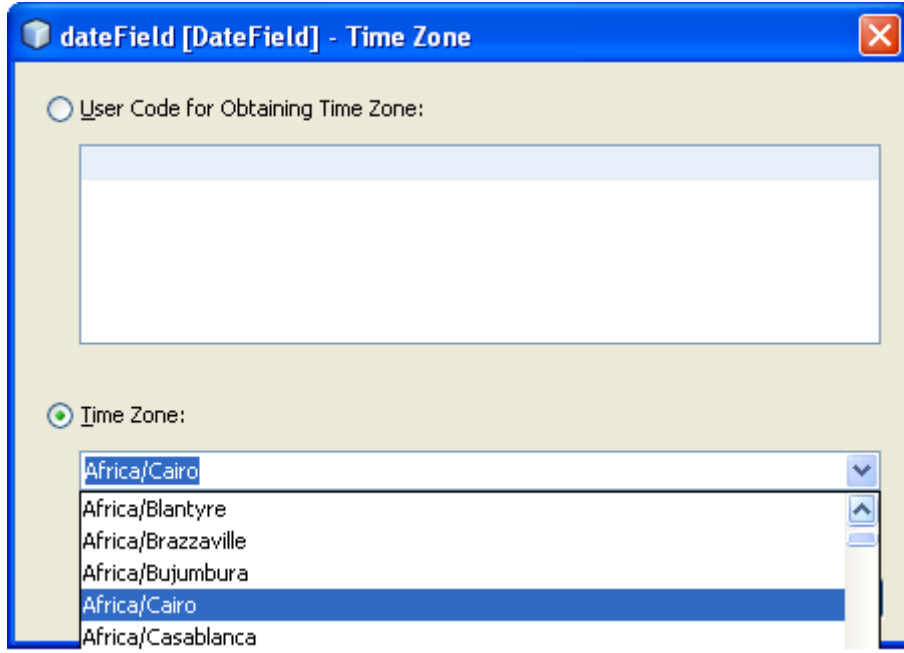 dateField [DateField] - Time Zone
User Code for Obtaining Time Zone:
Time Zone:
Africa/Cairo
Africa/Blantyre
Africa/Brazzaville
Africa/Bujumbura
Africa/Cairo
Africa/Casablanca